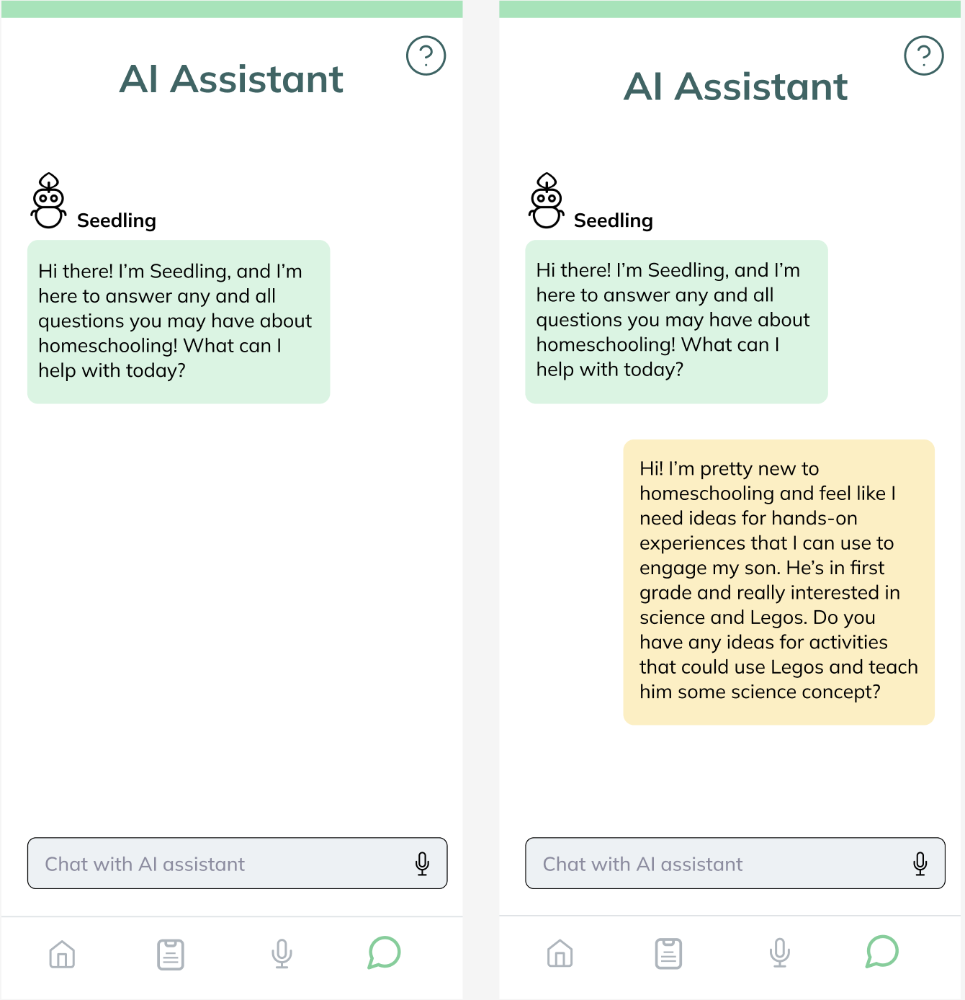 AI Assistant
?
Seedling
Hi there! I’m Seedling, and I’m
here to answer any and all
questions you may have about
homeschooling! What can I
help with today?
Chat with AI assistant
AI Assistant
?
Seedling
Hi there! I’m Seedling, and I’m
here to answer any and all
questions you may have about
homeschooling! What can I
help with today?
Hi! I’m pretty new to
homeschooling and feel like I
need ideas for hands-on
experiences that I can use to
engage my son. He’s in first
grade and really interested in
science and Legos. Do you
have any ideas for activities
that could use Legos and teach
him some science concept?
Chat with AI assistant